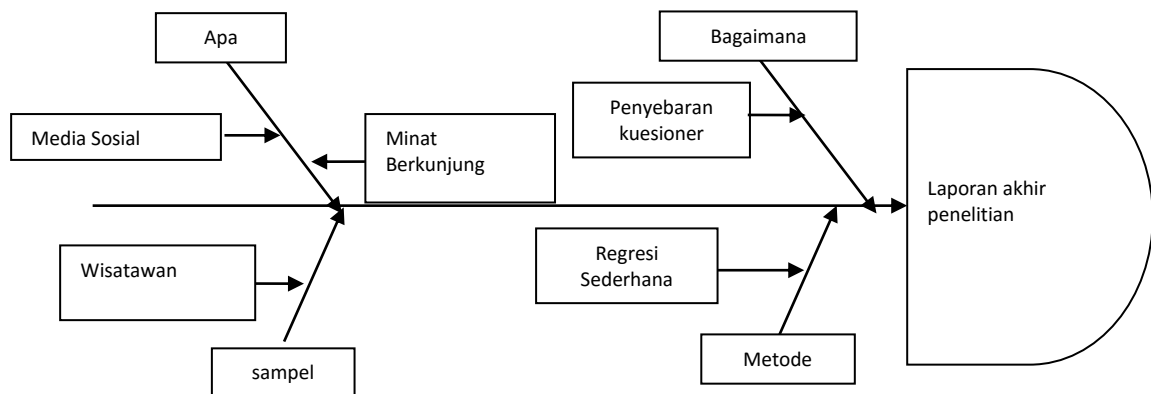 Apa
Bagaimana
Media Sosial
Minat
Berkunjung
Penyebaran
kuesioner
Laporan akhir
penelitian
Wisatawan
Regresi
Sederhana
sampel
Metode